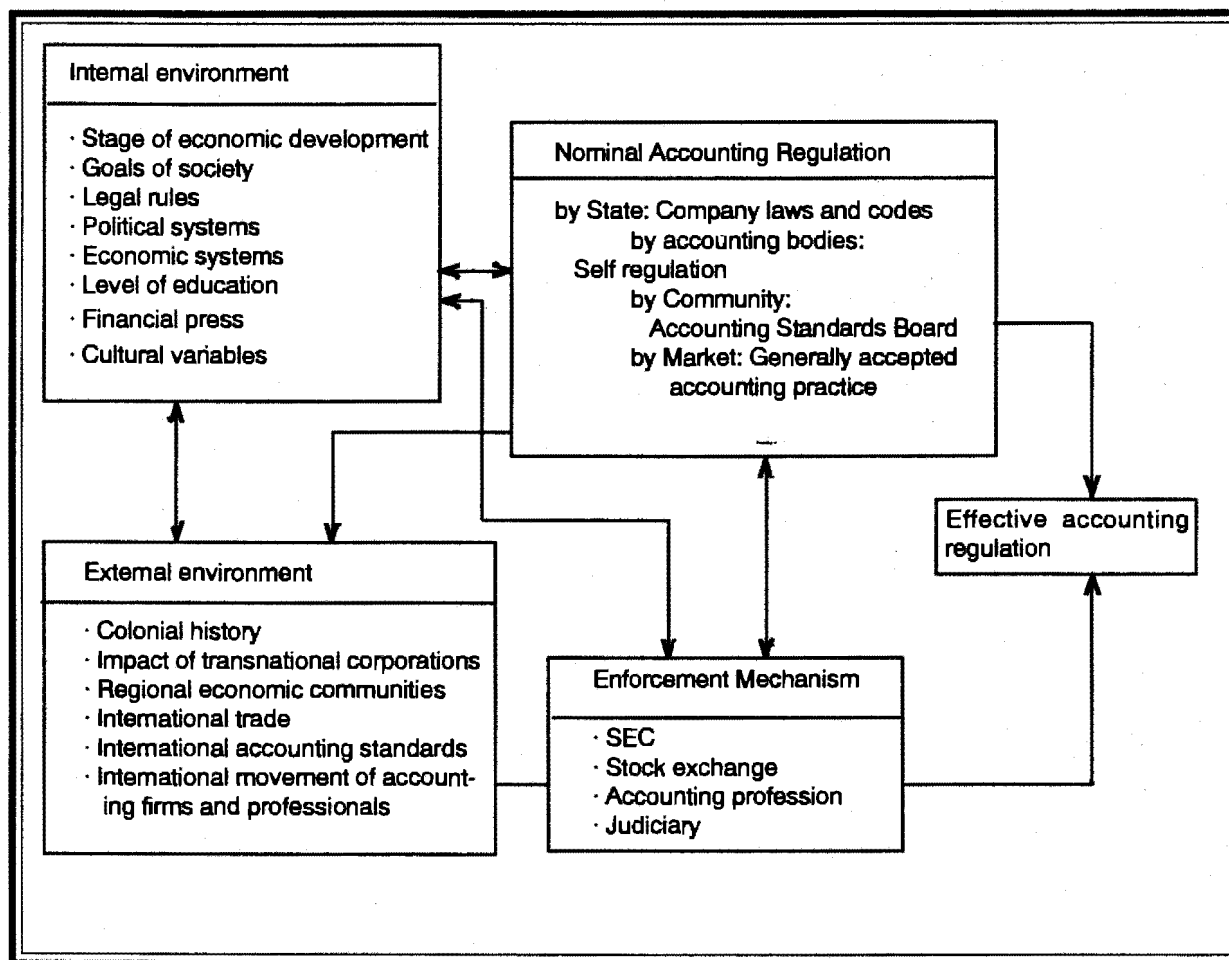 Internal environment
· Stage of economic development
· Goals of society
· Legal rules
· Political systems
· Economic systems
· Level of education
· Financial press
· Cultural variables
Nominal Accounting Regulation
by State: Company laws and codes
by accounting bodies:
Self regulation
by Community:
Accounting Standards Board
by Market: Generally accepted
accounting practice
Effective accounting
regulation
External environment
· Colonial history
· Impact of transnational corporations
· Regional economic communities
· International trade
· International accounting standards
· International movement of account-
ing firms and professionals
Enforcement Mechanism
· SEC
· Stock exchange
· Accounting profession
· Judiciary